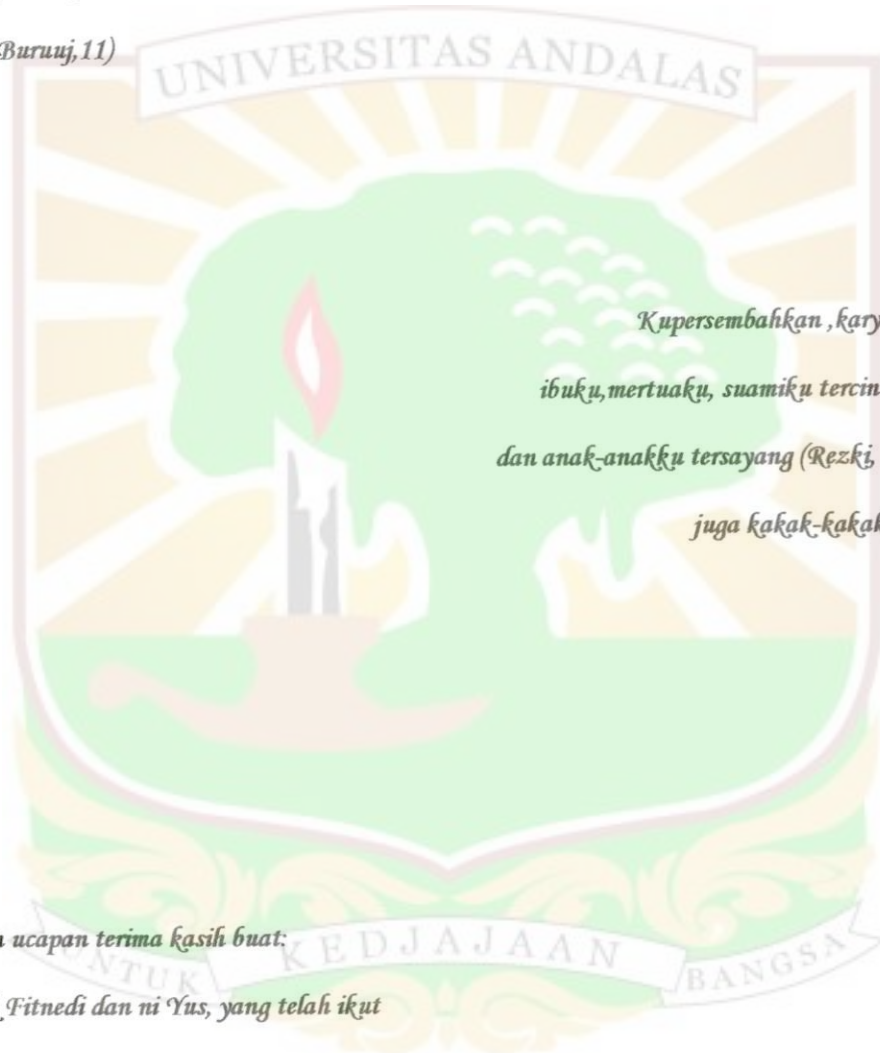 Buruuj,11)
UNIVERSITAS ANDALAS
Kupersembahkan ,kary
ibuku,mertuaku, suamiku tercin
dan anak-anakku tersayang (Rezki,
juga kakak-kakak
ucapan terima kasih buat:
UNTUK KEDJAJAAN BANGSA
Fitnedi dan ni Yus, yang telah ikut